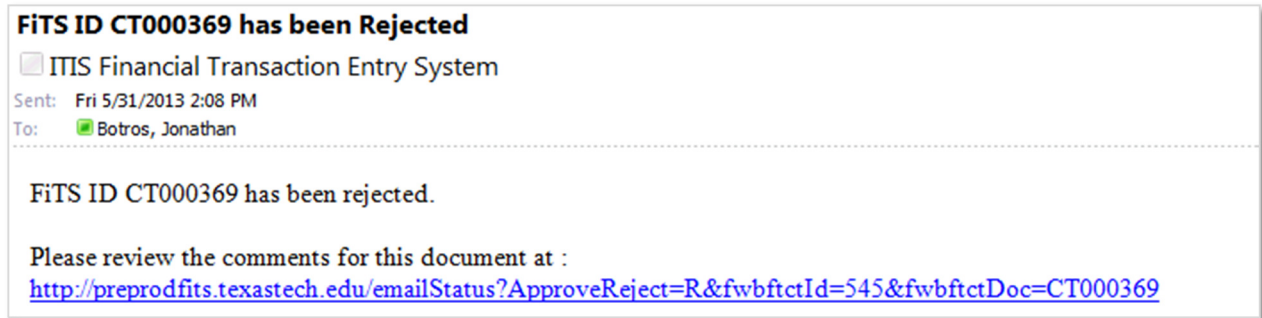 FiTS ID CT000369 has been Rejected
ITIS Financial Transaction Entry System
Sent: Fri 5/31/2013 2:08 PM
To: Botros, Jonathan
FiTS ID CT000369 has been rejected.
Please review the comments for this document at :
http://preprodfits.texastech.edu/emailStatus?ApproveReject=R&fwbftctId=545&fwbftctDoc=CT000369